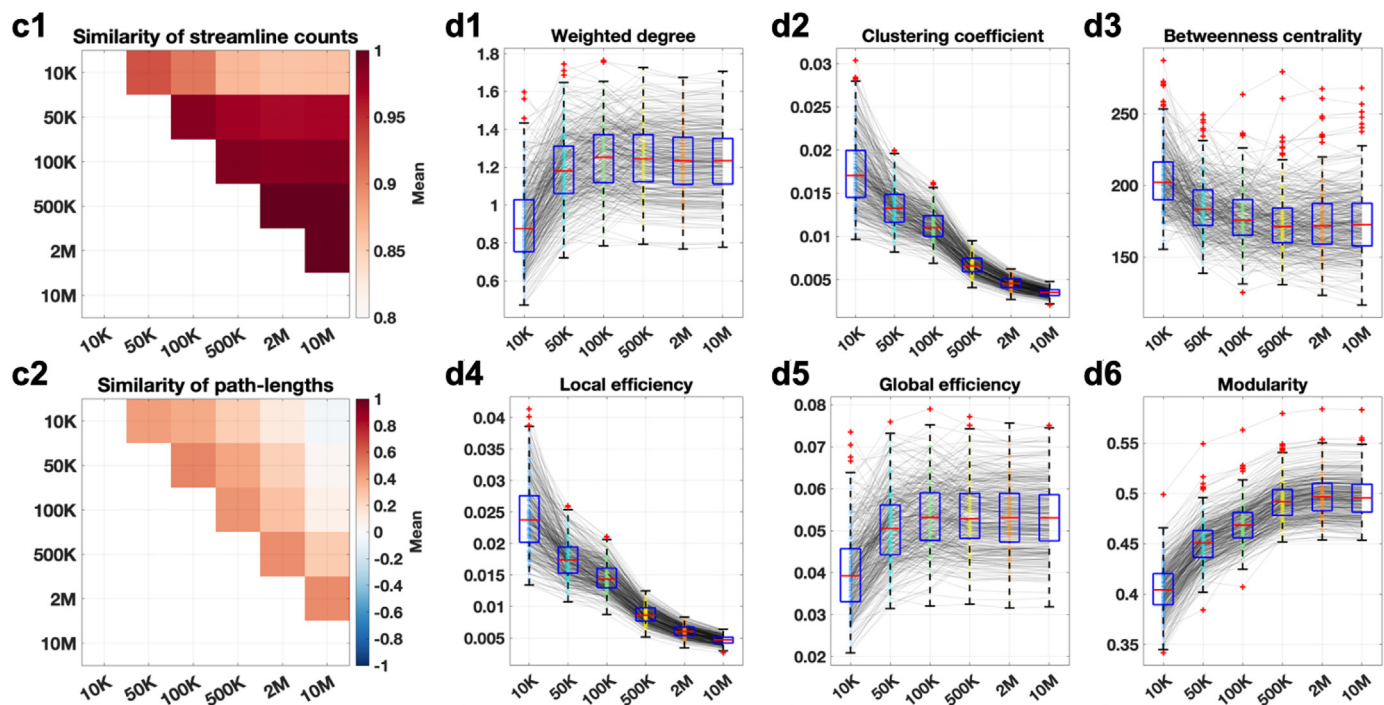 c1
Similarity of streamline counts
10K
50K
100K
500K
2M
10M
10K
50K
100K
500K
2M
10M
1
0.95
0.9
0.85
0.8
Mean
d1
Weighted degree
1.8
1.6
1.4
1.2
1
0.8
0.6
10K
50K
100K
500K
2M
10M
d2
Clustering coefficient
0.03
0.025
0.02
0.015
0.01
0.005
10K
50K
100K
500K
2M
10M
d3
Betweenness centrality
250
200
150
10K
50K
100K
500K
2M
10M
c2
Similarity of path-lengths
10K
50K
100K
500K
2M
10M
10K
50K
100K
500K
2M
10M
1
0.8
0.6
0.4
0.2
0
-0.2
-0.4
-0.6
-0.8
-1
Mean
d4
Local efficiency
0.04
0.035
0.03
0.025
0.02
0.015
0.01
0.005
10K
50K
100K
500K
2M
10M
d5
Global efficiency
0.08
0.07
0.06
0.05
0.04
0.03
0.02
10K
50K
100K
500K
2M
10M
d6
Modularity
0.55
0.5
0.45
0.4
0.35
10K
50K
100K
500K
2M
10M